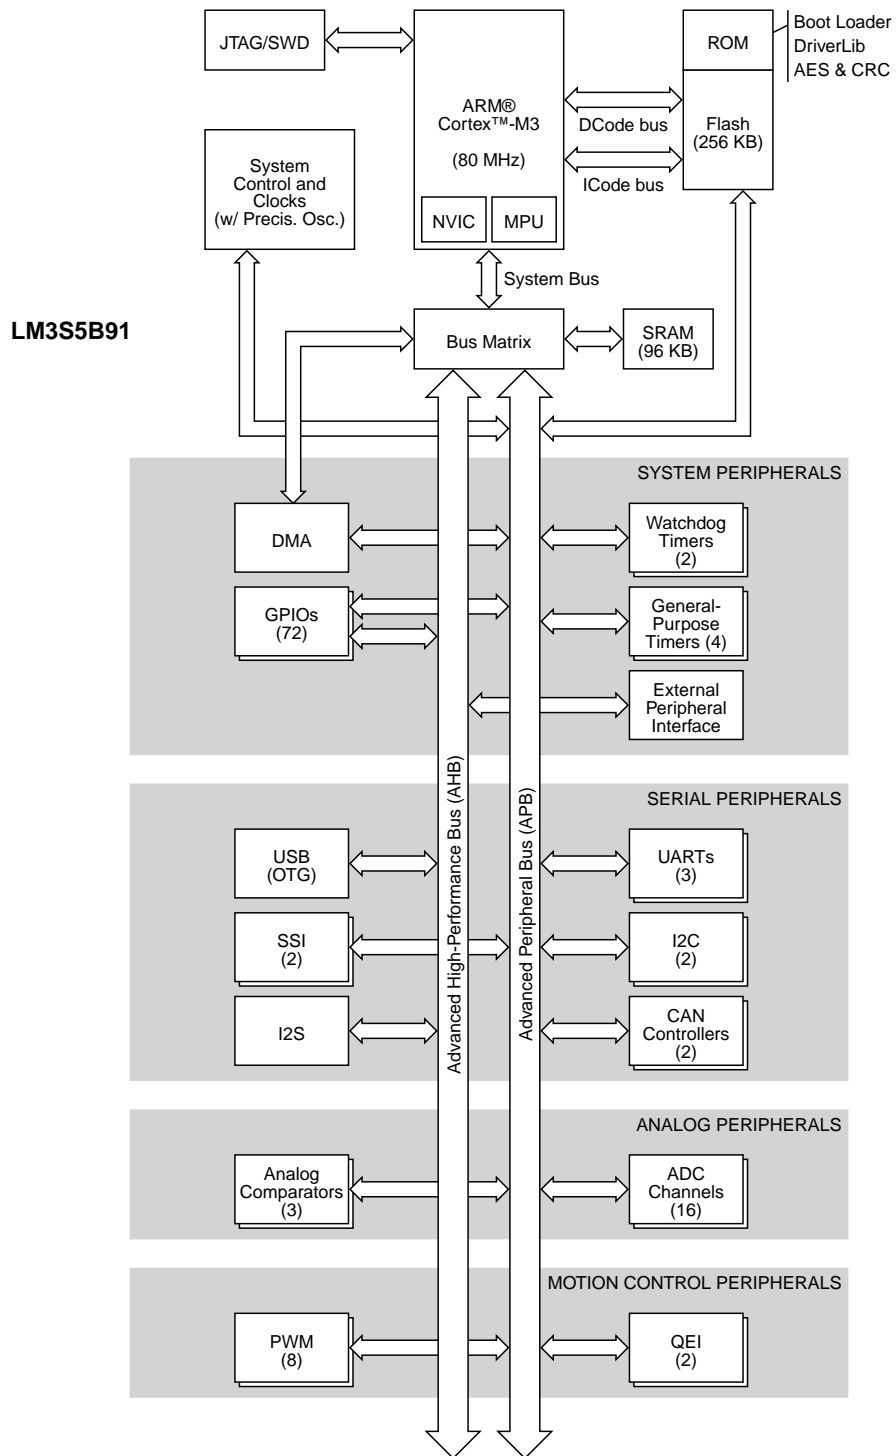 JTAG/SWD
ARM®
Cortex™-M3
(80 MHz)
NVIC
MPU
DCode bus
ICode bus
ROM
Flash
(256 KB)
Boot Loader
DriverLib
AES & CRC
System
Control and
Clocks
(w/ Precis. Osc.)
System Bus
LM3S5B91
Bus Matrix
SRAM
(96 KB)
SYSTEM PERIPHERALS
DMA
Watchdog
Timers
(2)
GPIOs
(72)
General-
Purpose
Timers (4)
External
Peripheral
Interface
Advanced High-Performance Bus (AHB)
Advanced Peripheral Bus (APB)
SERIAL PERIPHERALS
USB
(OTG)
UARTs
(3)
SSI
(2)
I2C
(2)
I2S
CAN
Controllers
(2)
ANALOG PERIPHERALS
Analog
Comparators
(3)
ADC
Channels
(16)
MOTION CONTROL PERIPHERALS
PWM
(8)
QEI
(2)